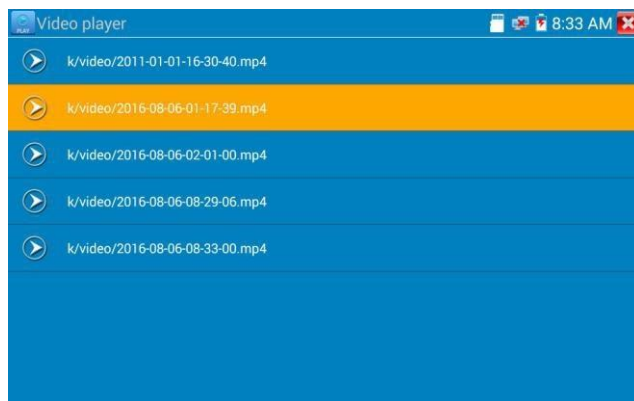 Video player 8:33 AM
PLAY
k/video/2011-01-01-16-30-40.mp4
k/video/2016-08-06-01-17-39.mp4
k/video/2016-08-06-02-01-00.mp4
k/video/2016-08-06-08-29-06.mp4
k/video/2016-08-06-08-33-00.mp4